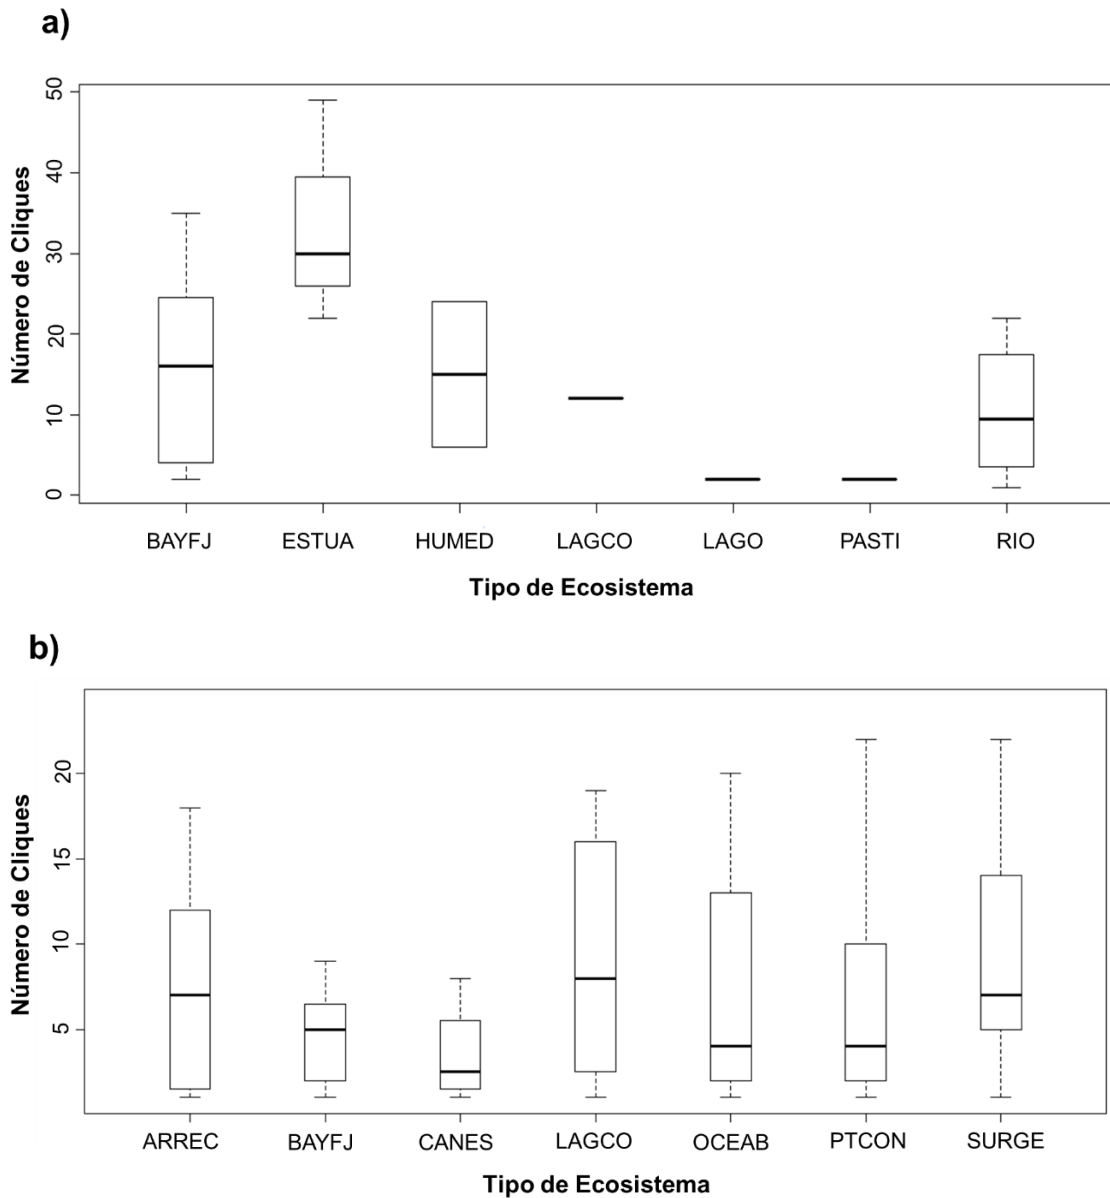 a)
Número de Cliques
50
40
30
20
10
0
BAYFJ ESTUA HUMED LAGCO LAGO PASTI RIO
Tipo de Ecosistema
b)
Número de Cliques
20
15
10
5
ARREC BAYFJ CANES LAGCO OCEAB PTCON SURGE
Tipo de Ecosistema